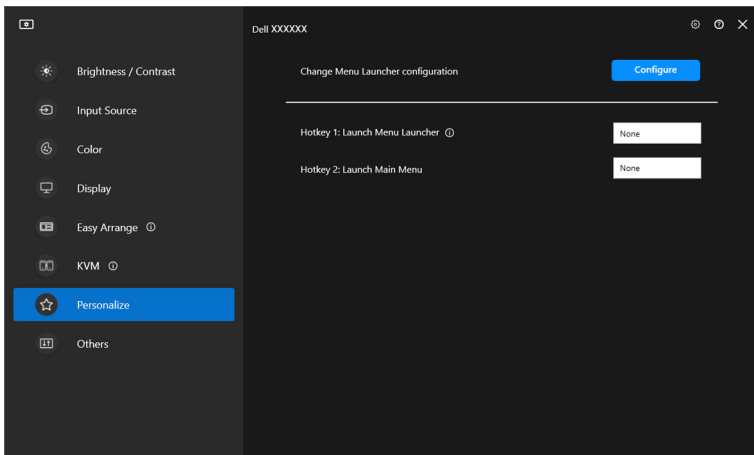 Dell XXXXXX
Brightness / Contrast
Input Source
Color
Display
Easy Arrange
KVM
Personalize
Others
Change Menu Launcher configuration
Configure
Hotkey 1: Launch Menu Launcher
None
Hotkey 2: Launch Main Menu
None